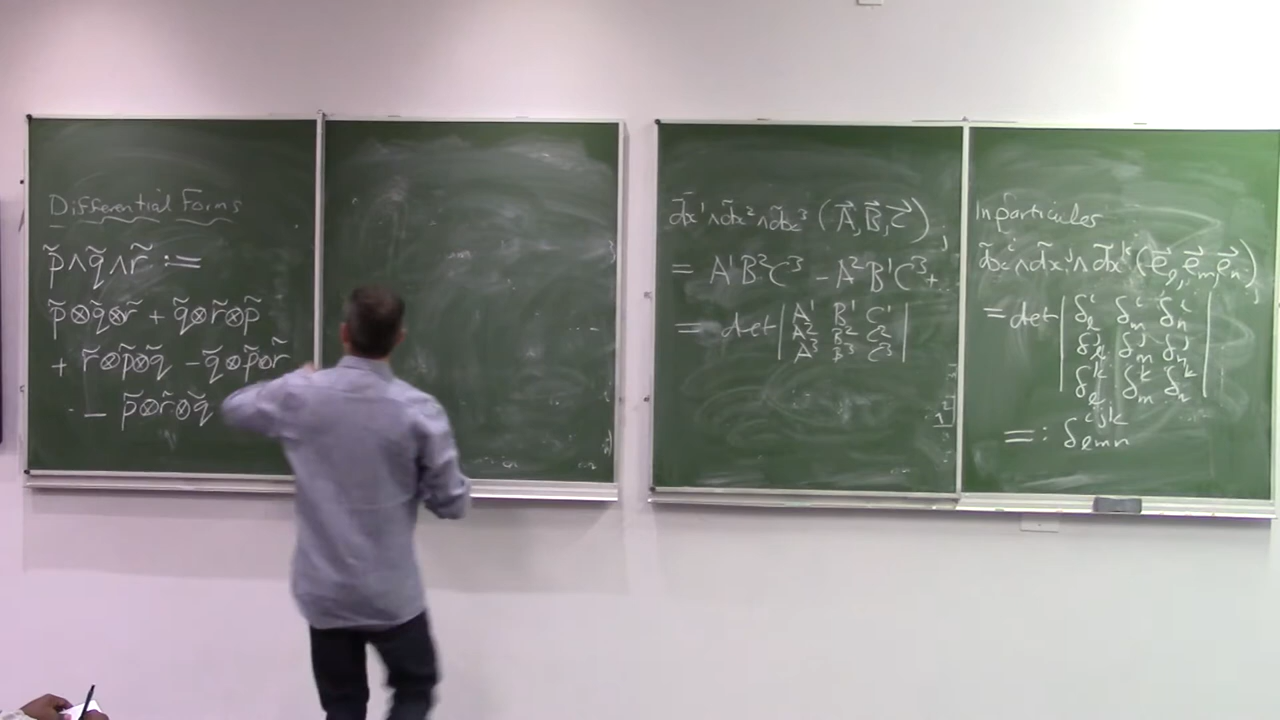 Differential Forms
p̃∧q̃∧r̃ :=
p̃⊗q̃⊗r̃ + q̃⊗r̃⊗p̃
+ r̃⊗p̃⊗q̃ - q̃⊗p̃⊗r̃
- p̃⊗r̃⊗q̃
d̃x¹∧d̃x²∧d̃x³ (A⃗,B⃗,C⃗)
= A¹B²C³ - A²B¹C³ + ..
= det | A¹ B¹ C¹
A² B² C²
A³ B³ C³ |
In particular
d̃xⁱ∧d̃xʲ∧d̃xᵏ (e⃗ₗ, e⃗ₘ, e⃗ₙ)
= det | δⁱₗ δⁱₘ δⁱₙ
δʲₗ δʲₘ δʲₙ
δᵏₗ δᵏₘ δᵏₙ |
=: δⁱʲᵏₗₘₙ